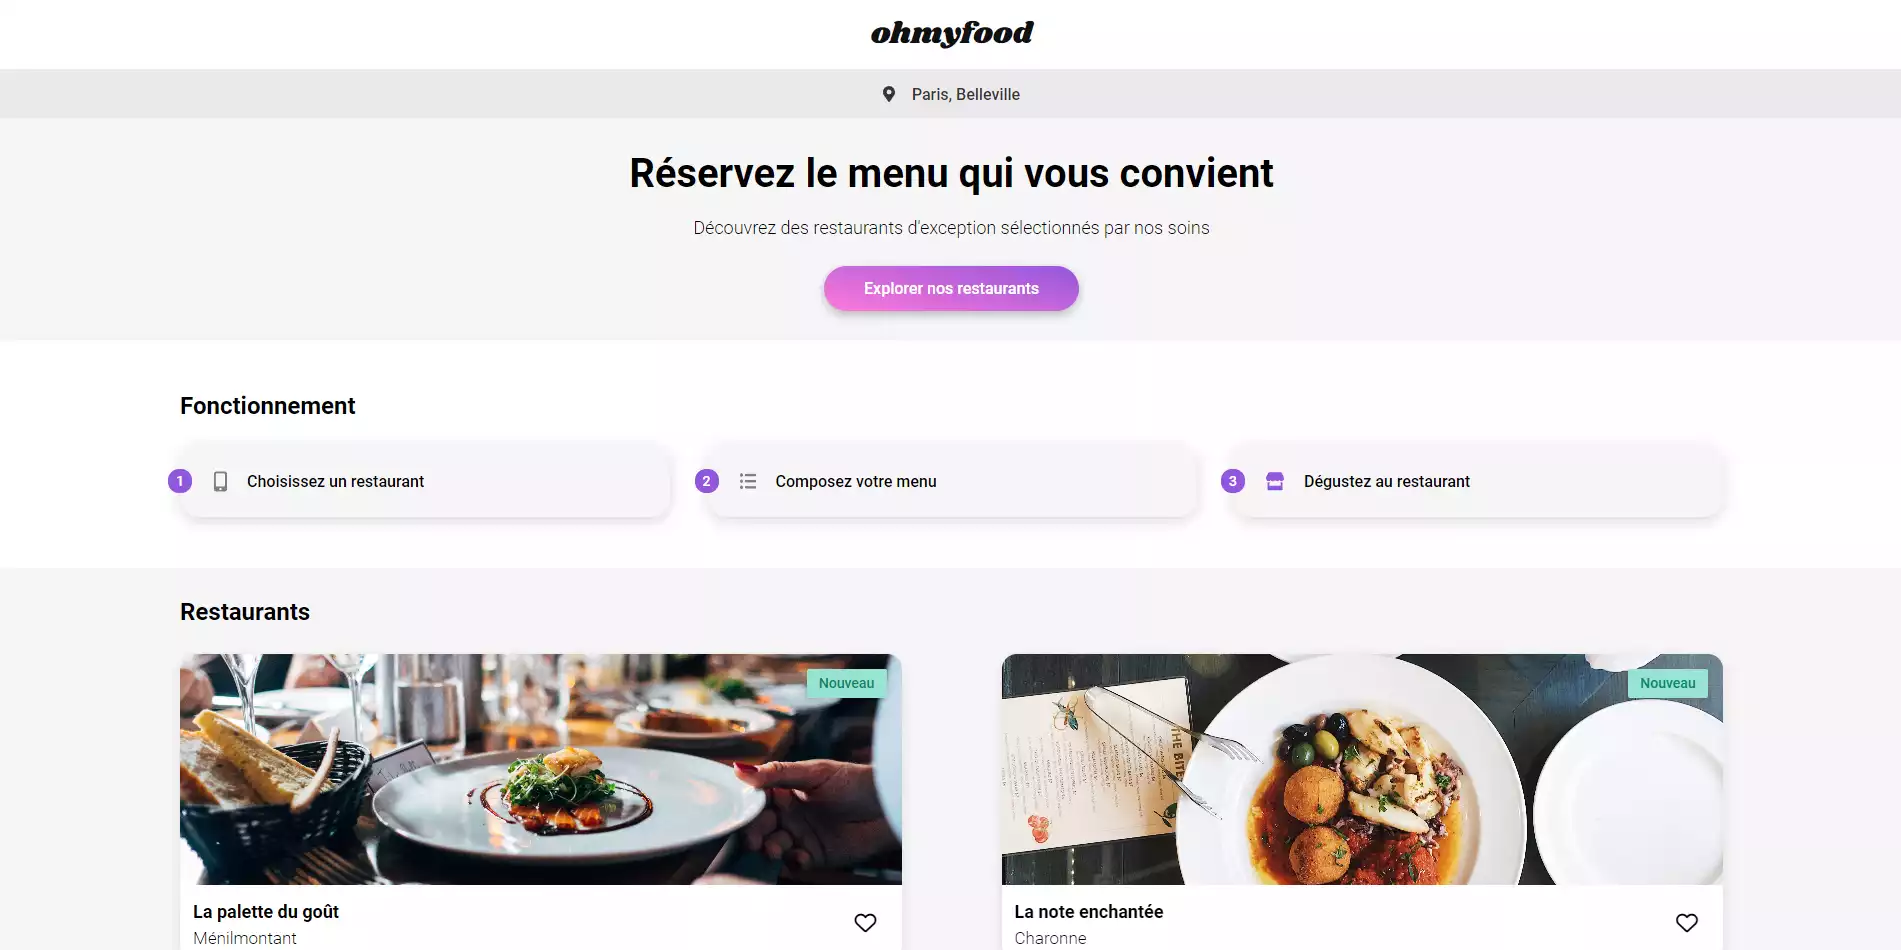 ohmyfood
Paris, Belleville
Réservez le menu qui vous convient
Découvrez des restaurants d'exception sélectionnés par nos soins
Explorer nos restaurants
Fonctionnement
1 Choisissez un restaurant
2 Composez votre menu
3 Dégustez au restaurant
Restaurants
Nouveau
Nouveau
THE BITE
La palette du goût
Ménilmontant
La note enchantée
Charonne